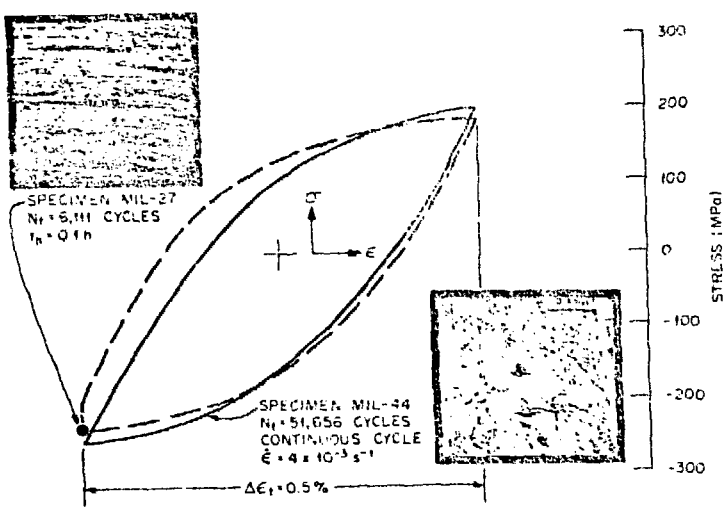 300
200
100
0
-100
-200
-300
STRESS (MPa)
SPECIMEN MIL-27
Nf = 6,111 CYCLES
th = 0.1 h
σ
ε
SPECIMEN MIL-44
Nf = 51,656 CYCLES
CONTINUOUS CYCLE
ε̇ = 4 x 10⁻³ s⁻¹
Δεt = 0.5%